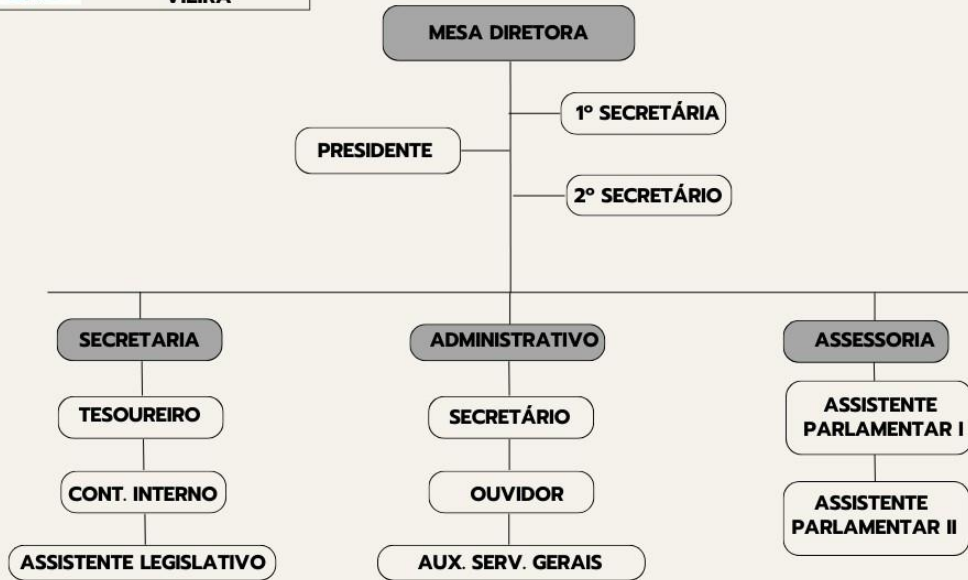 VIEIRA
MESA DIRETORA
1º SECRETÁRIA
PRESIDENTE
2º SECRETÁRIO
SECRETARIA
ADMINISTRATIVO
ASSESSORIA
TESOUREIRO
SECRETÁRIO
ASSISTENTE
PARLAMENTAR I
CONT. INTERNO
OUVIDOR
ASSISTENTE
PARLAMENTAR II
ASSISTENTE LEGISLATIVO
AUX. SERV. GERAIS